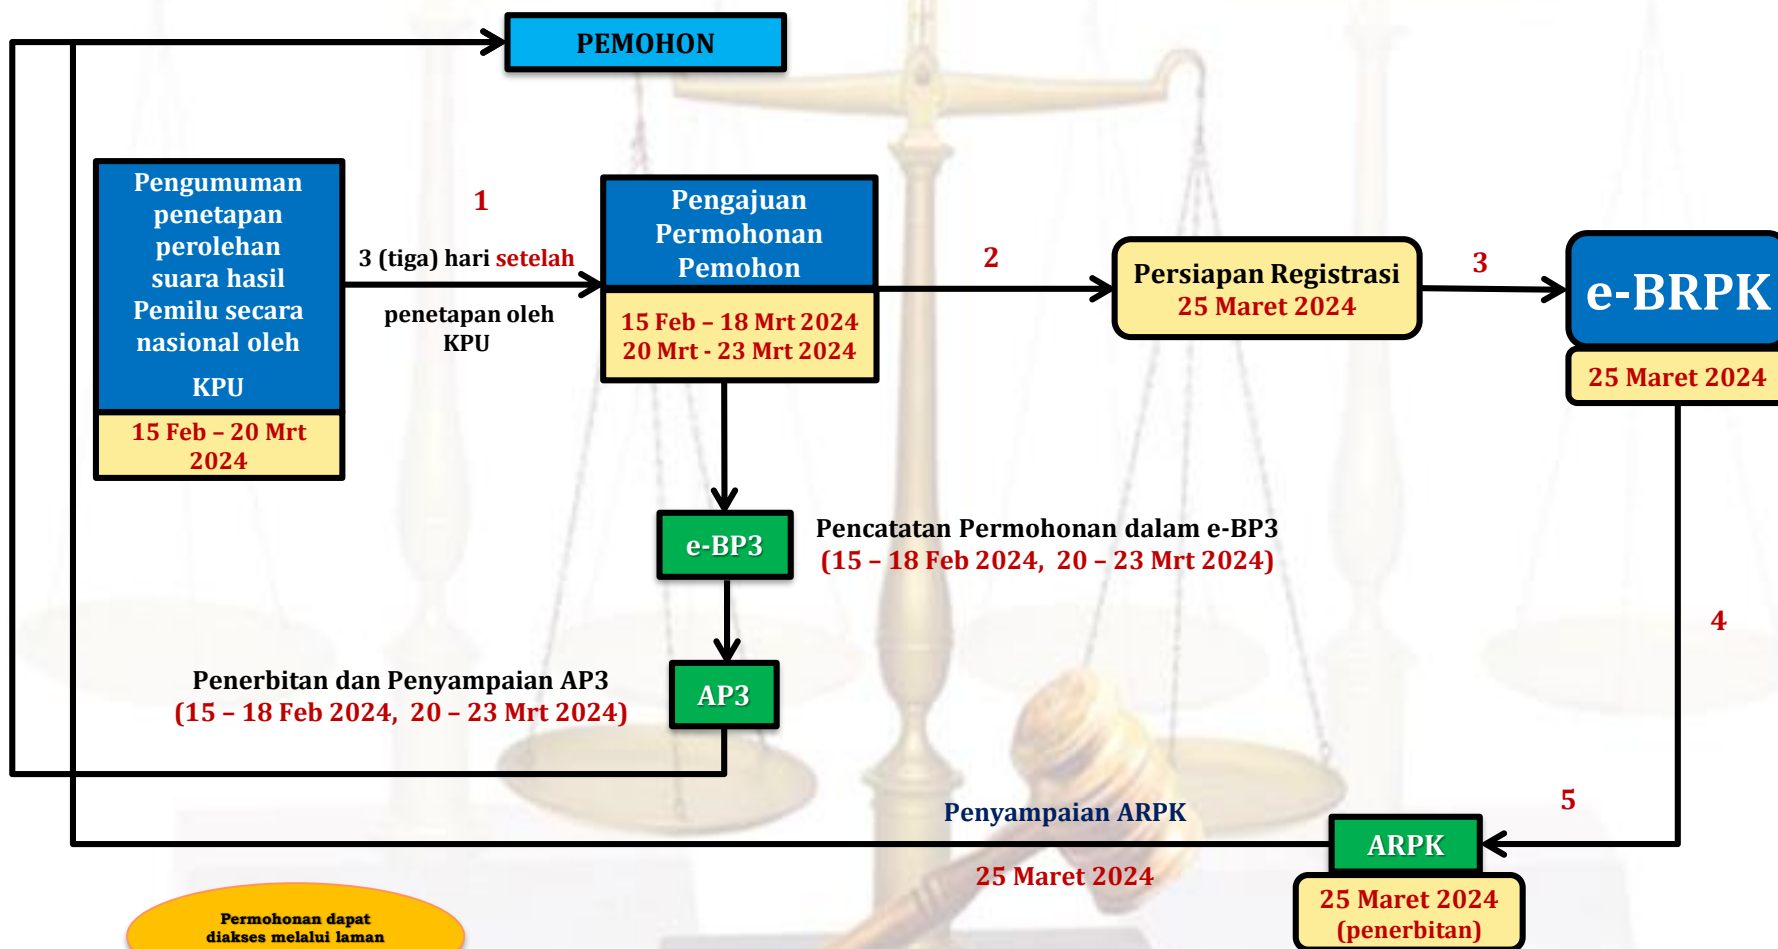 PEMOHON
Pengumuman
penetapan
perolehan
suara hasil
Pemilu secara
nasional oleh
KPU
15 Feb – 20 Mrt
2024
1
3 (tiga) hari setelah
penetapan oleh
KPU
Pengajuan
Permohonan
Pemohon
15 Feb – 18 Mrt 2024
20 Mrt - 23 Mrt 2024
2
Persiapan Registrasi
25 Maret 2024
3
e-BRPK
25 Maret 2024
e-BP3
Pencatatan Permohonan dalam e-BP3
(15 – 18 Feb 2024, 20 – 23 Mrt 2024)
4
Penerbitan dan Penyampaian AP3
(15 – 18 Feb 2024, 20 – 23 Mrt 2024)
AP3
5
Penyampaian ARPK
25 Maret 2024
ARPK
25 Maret 2024
(penerbitan)
Permohonan dapat
diakses melalui laman